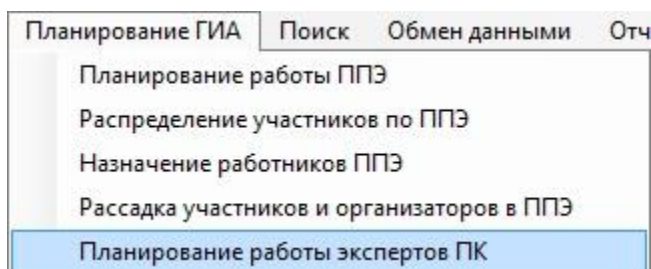 Планирование ГИА Поиск Обмен данными Отч
Планирование работы ППЭ
Распределение участников по ППЭ
Назначение работников ППЭ
Рассадка участников и организаторов в ППЭ
Планирование работы экспертов ПК